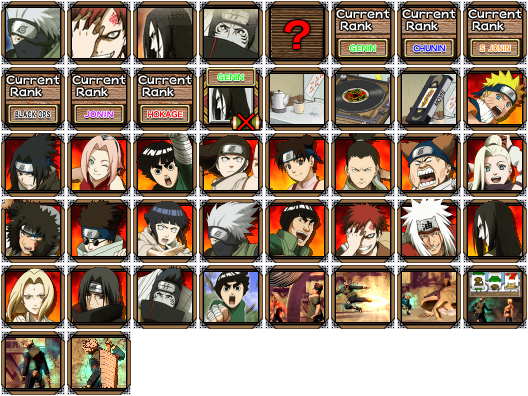 ?
Current
Rank
GENIN
Current
Rank
CHUNIN
Current
Rank
S JONIN
Current
Rank
BLACK OPS
Current
Rank
JONIN
Current
Rank
HOKAGE
GENIN